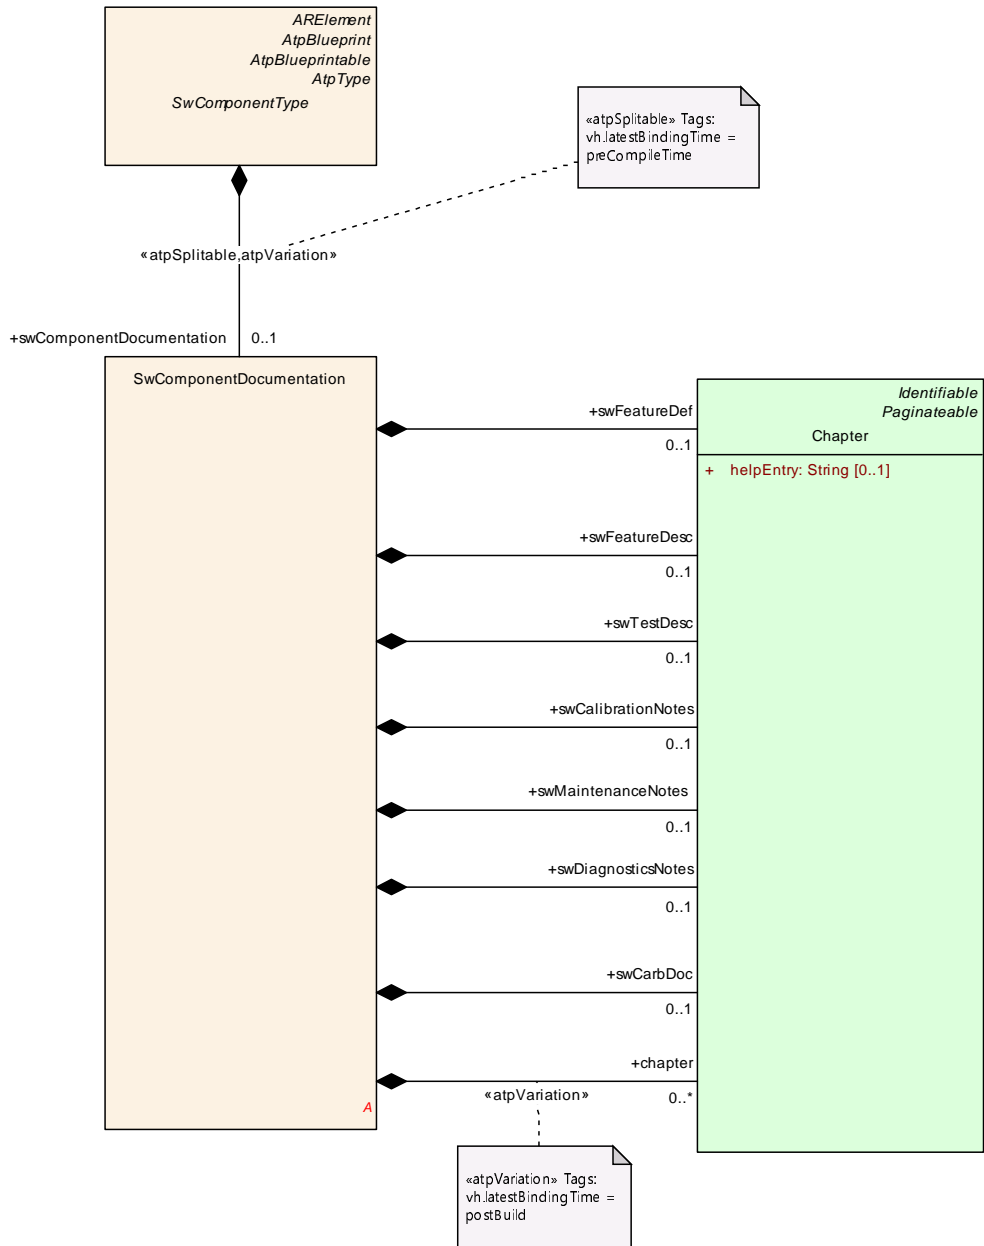 ARElement
AtpBlueprint
AtpBlueprintable
AtpType
SwComponentType
«atpSplitable» Tags:
vh.latestBindingTime =
preCompileTime
«atpSplitable,atpVariation»
+swComponentDocumentation 0..1
SwComponentDocumentation
Identifiable
Paginateable
Chapter
+ helpEntry: String [0..1]
+swFeatureDef
0..1
+swFeatureDesc
0..1
+swTestDesc
0..1
+swCalibrationNotes
0..1
+swMaintenanceNotes
0..1
+swDiagnosticsNotes
0..1
+swCarbDoc
0..1
+chapter
«atpVariation» 0..*
A
«atpVariation» Tags:
vh.latestBindingTime =
postBuild